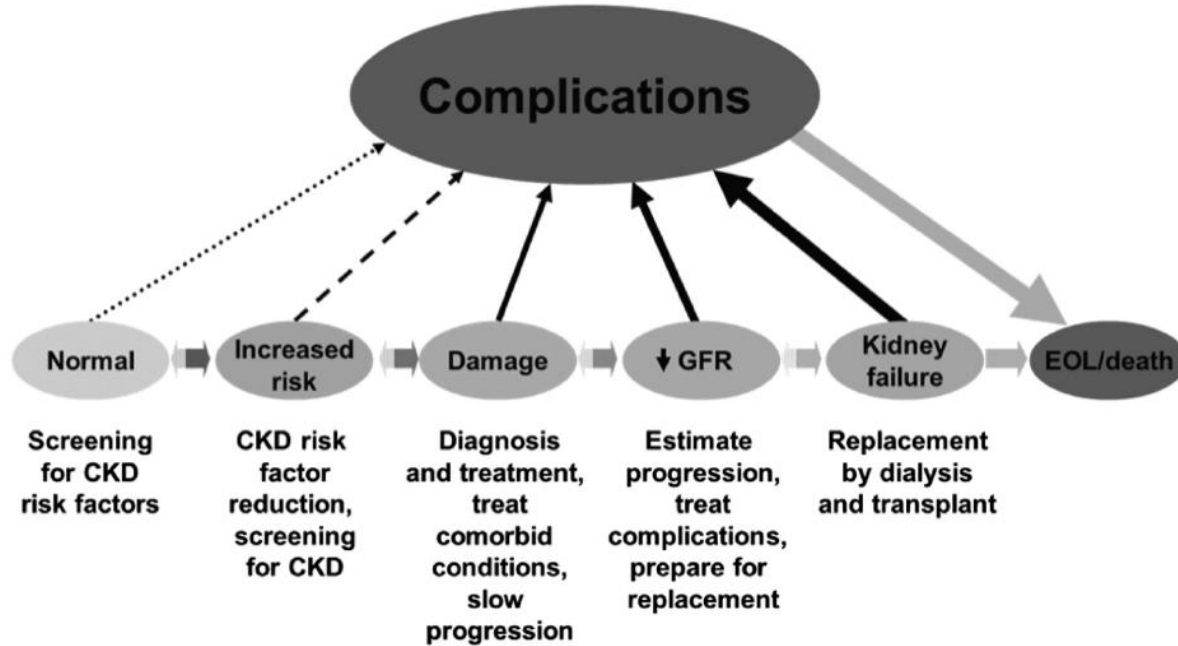 Complications
Normal
Increased
risk
Damage
↓ GFR
Kidney
failure
EOL/death
Screening
for CKD
risk factors
CKD risk
factor
reduction,
screening
for CKD
Diagnosis
and treatment,
treat
comorbid
conditions,
slow
progression
Estimate
progression,
treat
complications,
prepare for
replacement
Replacement
by dialysis
and transplant